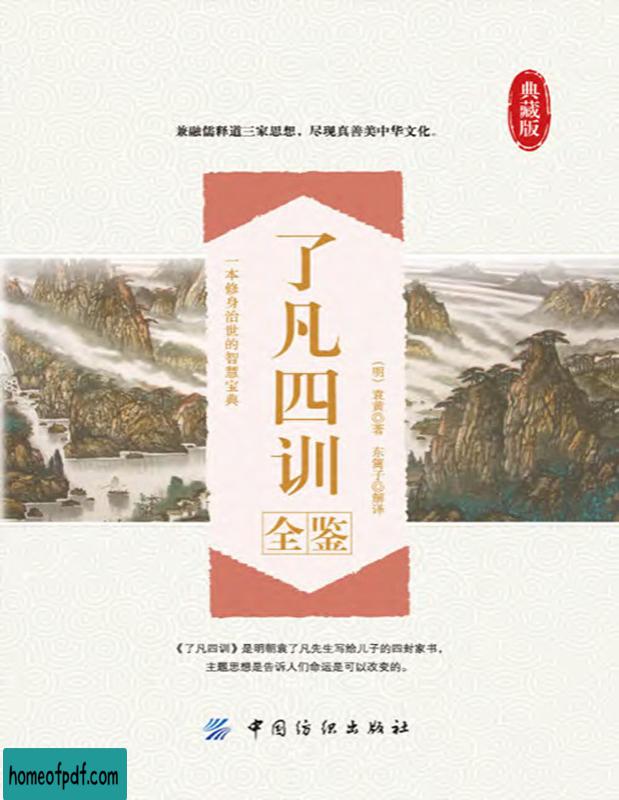 典藏版
兼融儒释道三家思想，尽现真善美中华文化。
了凡四训
全鉴
一本修身治世的智慧宝典
（明）袁黄◎著
东篱子◎解译
《了凡四训》是明朝袁了凡先生写给儿子的四封家书，
主题思想是告诉人们命运是可以改变的。
中国纺织出版社
homeofpdf.com